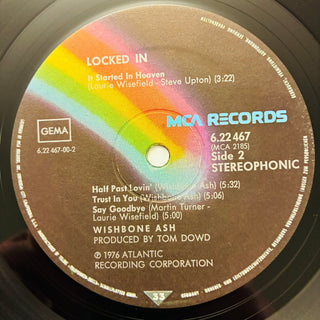 LOCKED IN
It Started In Heaven
(Laurie Wisefield - Steve Upton) (3:22)
MCA RECORDS
GEMA
6.22 467-00-2
6.22 467
(MCA 2185)
Side 2
STEREOPHONIC
Half Past Lovin' (Wishbone Ash) (5:32)
Trust In You (Wishbone Ash) (5:06)
Say Goodbye (Martin Turner -
Laurie Wisefield) (5:00)
WISHBONE ASH
PRODUCED BY TOM DOWD
℗ 1976 ATLANTIC
RECORDING CORPORATION
33